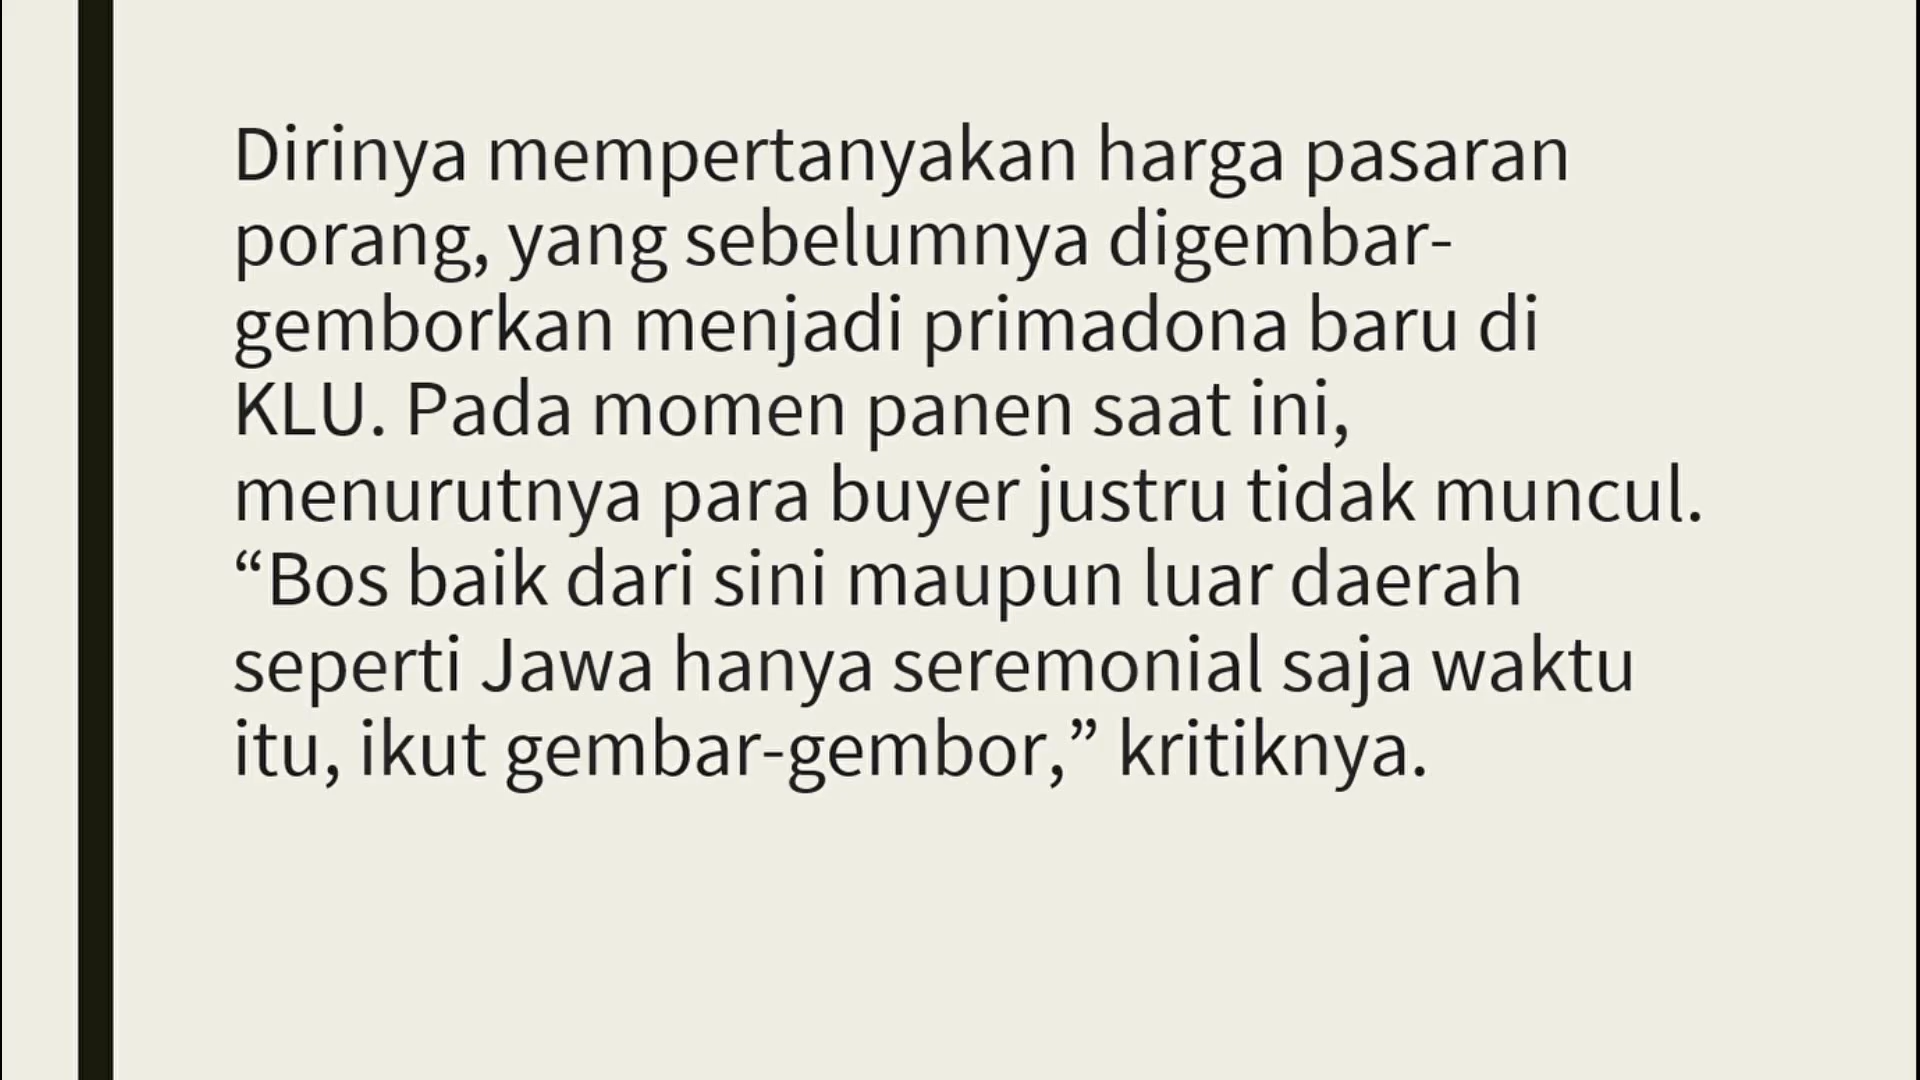 Dirinya mempertanyakan harga pasaran
porang, yang sebelumnya digembar-
gemborkan menjadi primadona baru di
KLU. Pada momen panen saat ini,
menurutnya para buyer justru tidak muncul.
“Bos baik dari sini maupun luar daerah
seperti Jawa hanya seremonial saja waktu
itu, ikut gembar-gembor,” kritiknya.